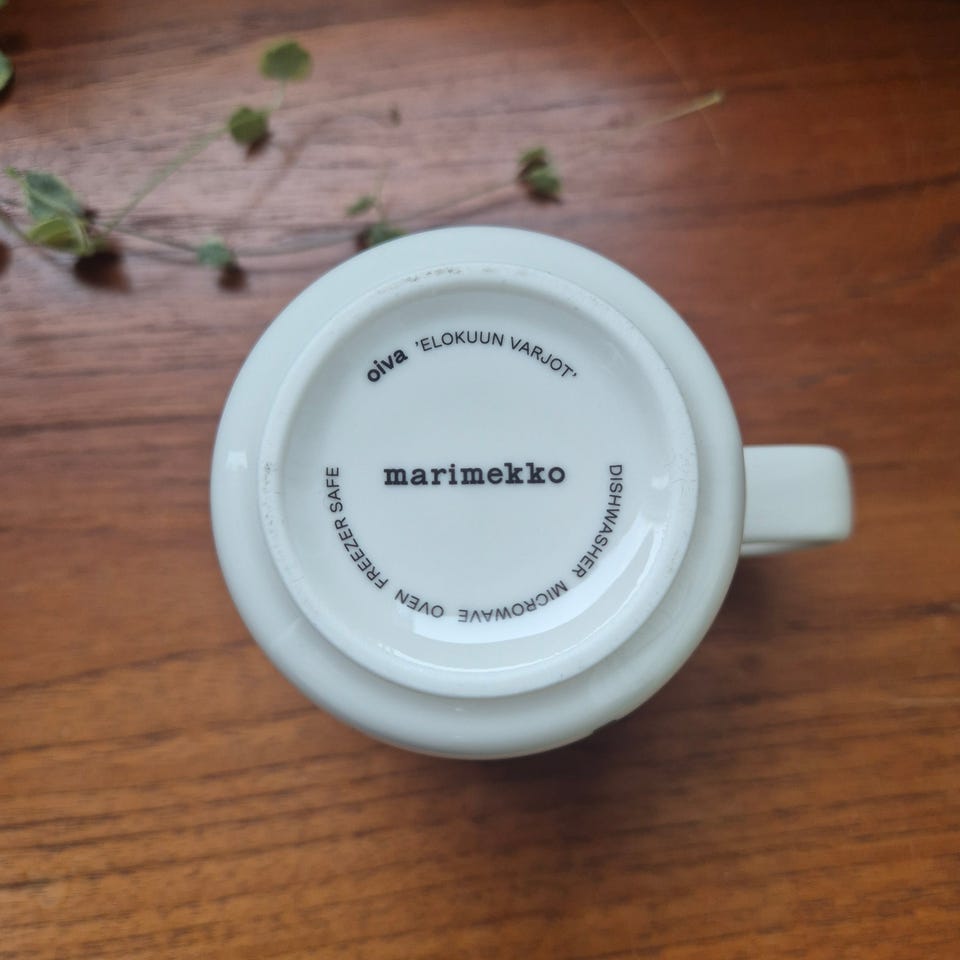 oiva 'ELOKUUN VARJOT'
marimekko
DISHWASHER MICROWAVE OVEN FREEZER SAFE